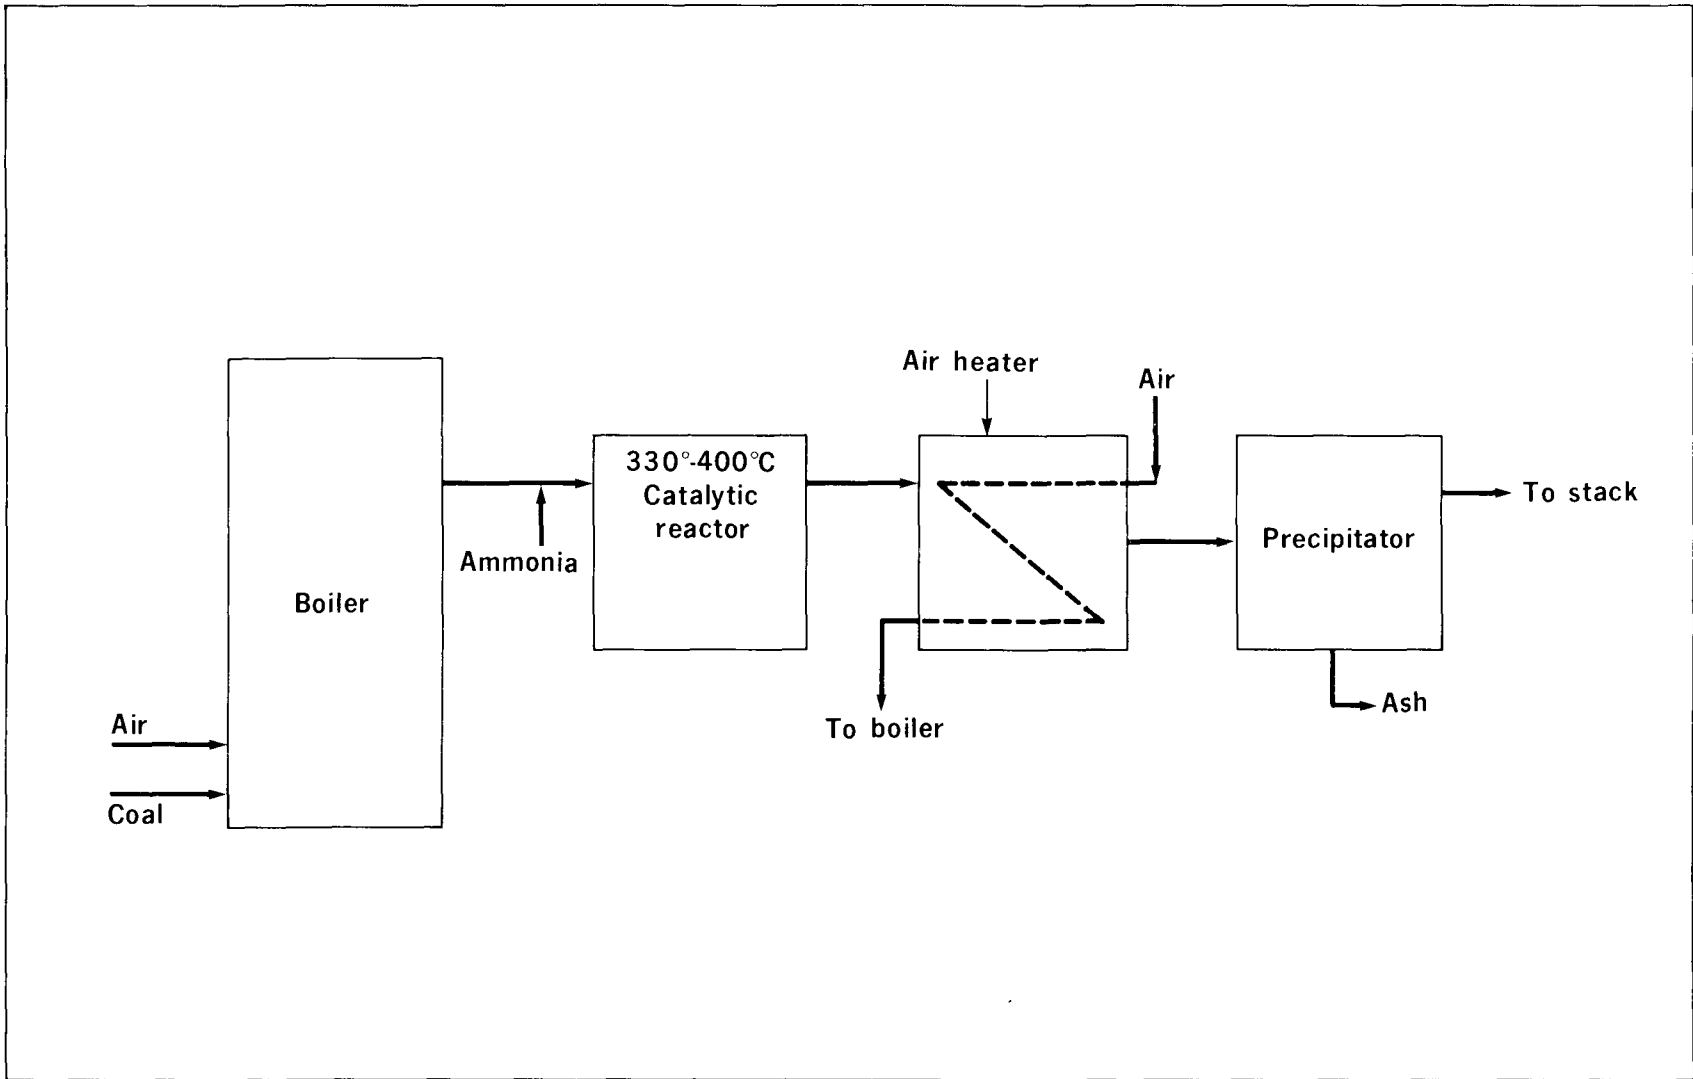 Air heater
Air
330°-400°C
Catalytic
reactor
To stack
Precipitator
Ammonia
Boiler
Ash
Air
To boiler
Coal